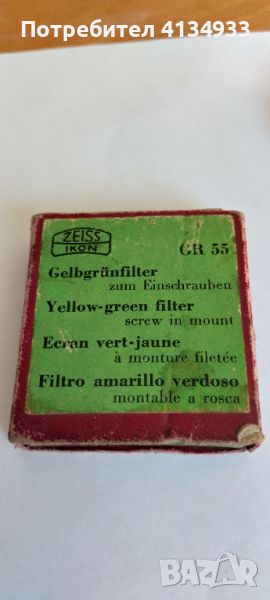 Потребител 4134933
ZEISS
IKON
GR 55
Gelbgrünfilter
zum Einschrauben
Yellow-green filter
screw in mount
Ecran vert-jaune
à monture filetée
Filtro amarillo verdoso
montable a rosca
BAZAR